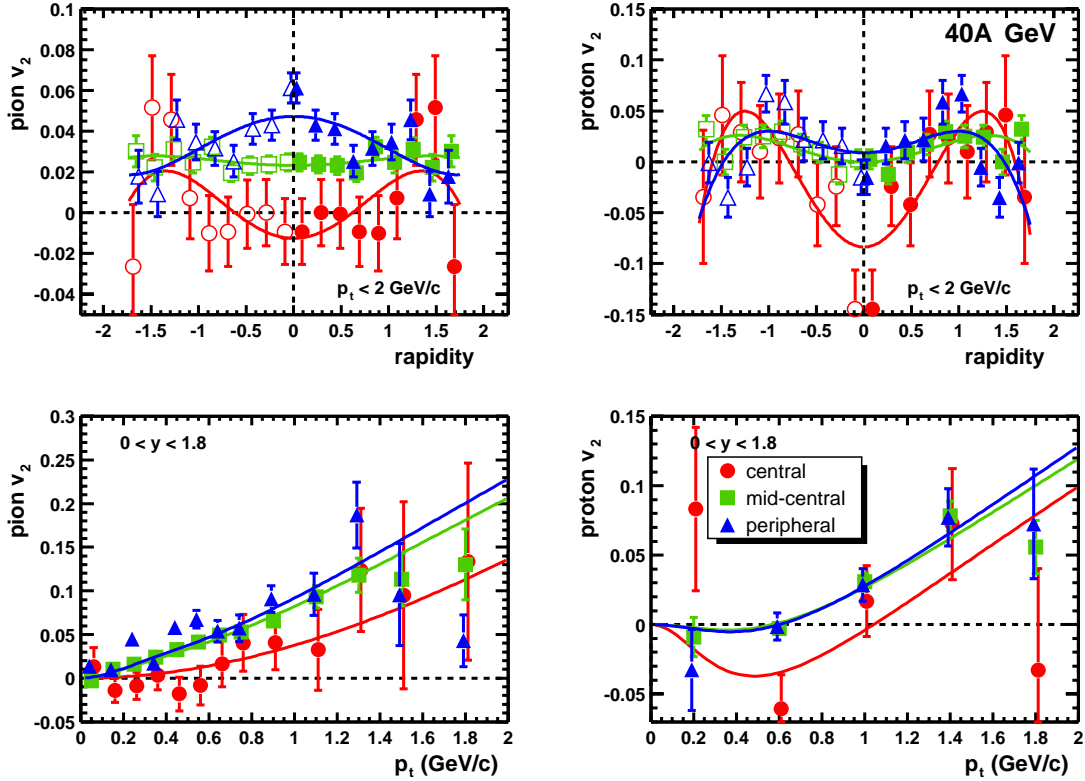 pion v2
0.1
0.08
0.06
0.04
0.02
0
-0.02
-0.04
pt < 2 GeV/c
-2 -1.5 -1 -0.5 0 0.5 1 1.5 2
rapidity
proton v2
0.15
0.1
0.05
0
-0.05
-0.1
-0.15
40A GeV
pt < 2 GeV/c
-2 -1.5 -1 -0.5 0 0.5 1 1.5 2
rapidity
pion v2
0.3
0.25
0.2
0.15
0.1
0.05
0
-0.05
0 < y < 1.8
0 0.2 0.4 0.6 0.8 1 1.2 1.4 1.6 1.8 2
pt (GeV/c)
proton v2
0.15
0.1
0.05
0
-0.05
0 < y < 1.8
central
mid-central
peripheral
0 0.2 0.4 0.6 0.8 1 1.2 1.4 1.6 1.8 2
pt (GeV/c)